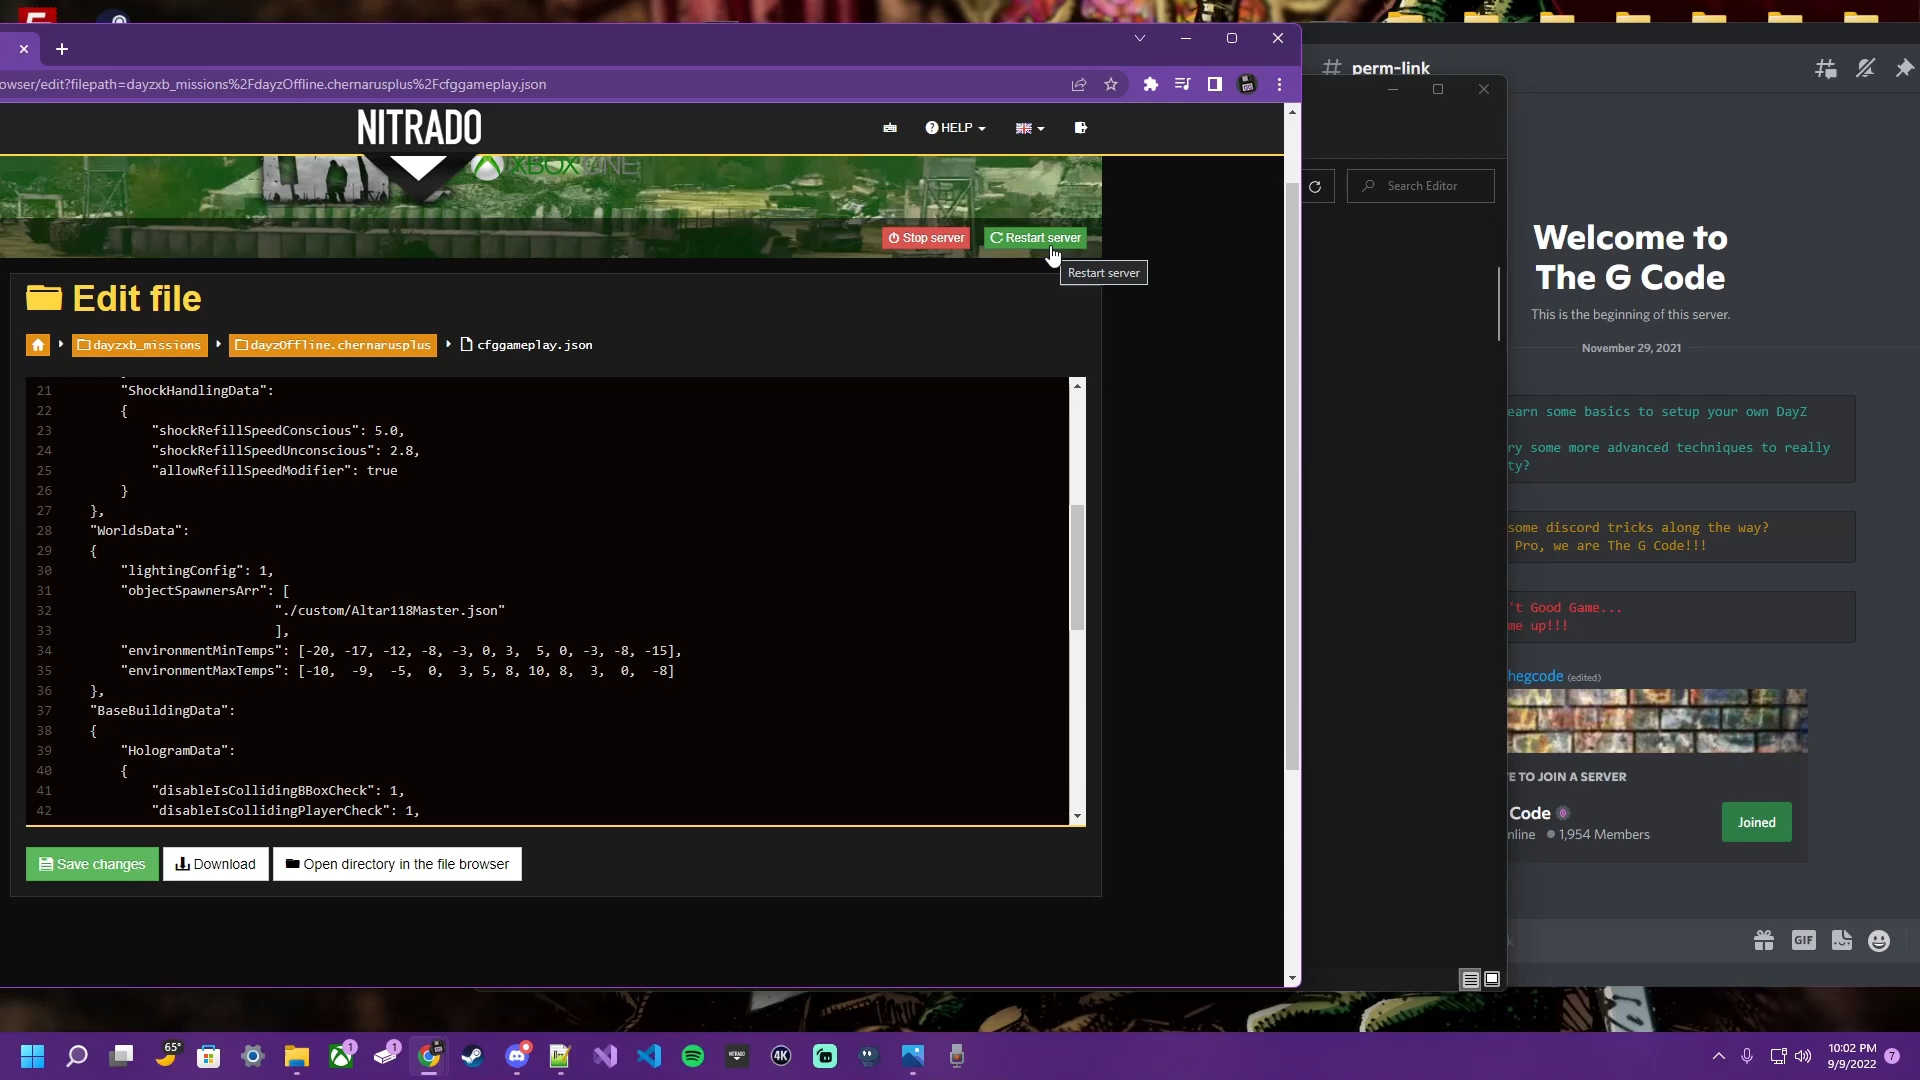 owser/edit?filepath=dayzxb_missions%2FdayzOffline.chernarusplus%2Fcfggameplay.json
NITRADO
HELP
XBOX ONE
Stop server
Restart server
Restart server
Edit file
dayzxb_missions
dayzOffline.chernarusplus
cfggameplay.json
21 "ShockHandlingData":
22 {
23 "shockRefillSpeedConscious": 5.0,
24 "shockRefillSpeedUnconscious": 2.8,
25 "allowRefillSpeedModifier": true
26 }
27 },
28 "WorldsData":
29 {
30 "lightingConfig": 1,
31 "objectSpawnersArr": [
32 "./custom/Altar118Master.json"
33 ],
34 "environmentMinTemps": [-20, -17, -12, -8, -3, 0, 3, 5, 0, -3, -8, -15],
35 "environmentMaxTemps": [-10, -9, -5, 0, 3, 5, 8, 10, 8, 3, 0, -8]
36 },
37 "BaseBuildingData":
38 {
39 "HologramData":
40 {
41 "disableIsCollidingBBoxCheck": 1,
42 "disableIsCollidingPlayerCheck": 1,
Save changes
Download
Open directory in the file browser
Search Editor
# perm-link
Welcome to
The G Code
This is the beginning of this server.
November 29, 2021
earn some basics to setup your own DayZ
ry some more advanced techniques to really
ty?
some discord tricks along the way?
Pro, we are The G Code!!!
't Good Game...
me up!!!
hegcode (edited)
E TO JOIN A SERVER
Code
nline 1,954 Members
Joined
GIF
65°
1
1
NITRADO
4K
10:02 PM
9/9/2022
7